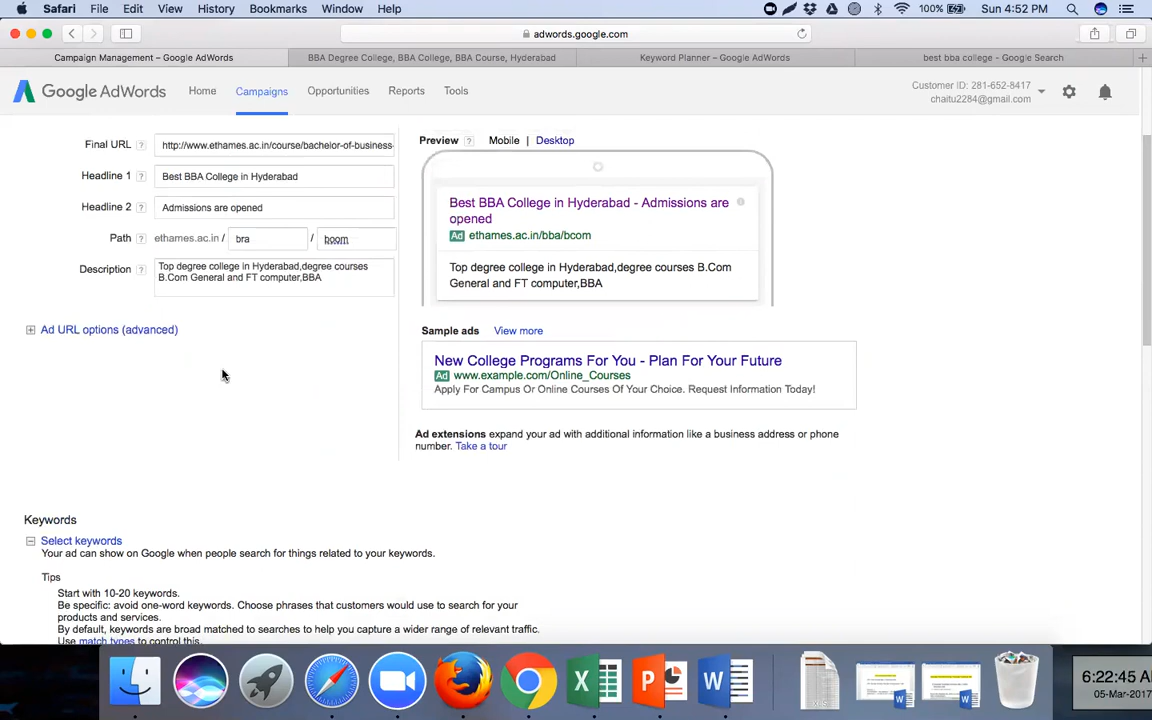 Safari File Edit View History Bookmarks Window Help 100% Sun 4:52 PM
adwords.google.com
Campaign Management – Google AdWords BBA Degree College, BBA College, BBA Course, Hyderabad Keyword Planner – Google AdWords best bba college - Google Search
Google AdWords Home Campaigns Opportunities Reports Tools
Customer ID: 281-652-8417
chaitu2284@gmail.com
Final URL ? http://www.ethames.ac.in/course/bachelor-of-business-
Headline 1 ? Best BBA College in Hyderabad
Headline 2 ? Admissions are opened
Path ? ethames.ac.in / bra / boom
Description ? Top degree college in Hyderabad,degree courses
B.Com General and FT computer,BBA
Ad URL options (advanced)
Preview ? Mobile | Desktop
Best BBA College in Hyderabad - Admissions are
opened
Ad ethames.ac.in/bba/bcom
Top degree college in Hyderabad,degree courses B.Com
General and FT computer,BBA
Sample ads View more
New College Programs For You - Plan For Your Future
Ad www.example.com/Online_Courses
Apply For Campus Or Online Courses Of Your Choice. Request Information Today!
Ad extensions expand your ad with additional information like a business address or phone
number. Take a tour
Keywords
Select keywords
Your ad can show on Google when people search for things related to your keywords.
Tips
Start with 10-20 keywords.
Be specific: avoid one-word keywords. Choose phrases that customers would use to search for your
products and services.
By default, keywords are broad matched to searches to help you capture a wider range of relevant traffic.
Use match types to control this.
6:22:45 A
05-Mar-2017